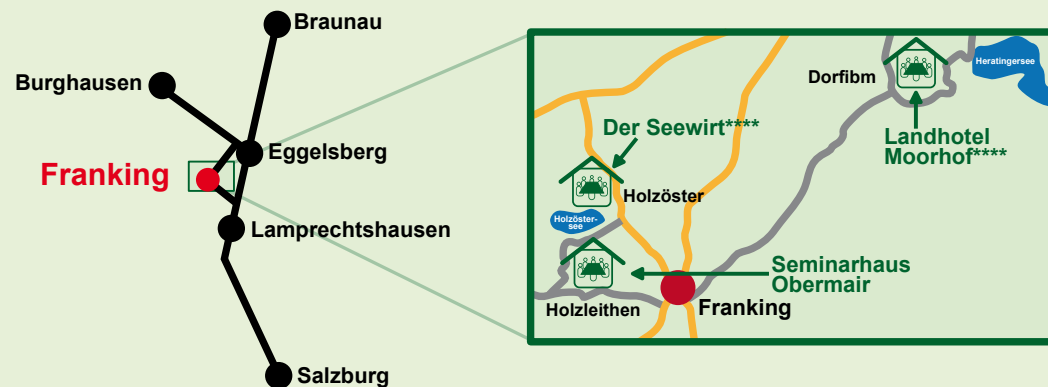 Braunau
Burghausen
Eggelsberg
Franking
Lamprechtshausen
Salzburg
Heratingersee
Dorfibm
Der Seewirt****
Landhotel
Moorhof****
Holzöster
Holzöster-
see
Seminarhaus
Obermair
Holzleithen
Franking